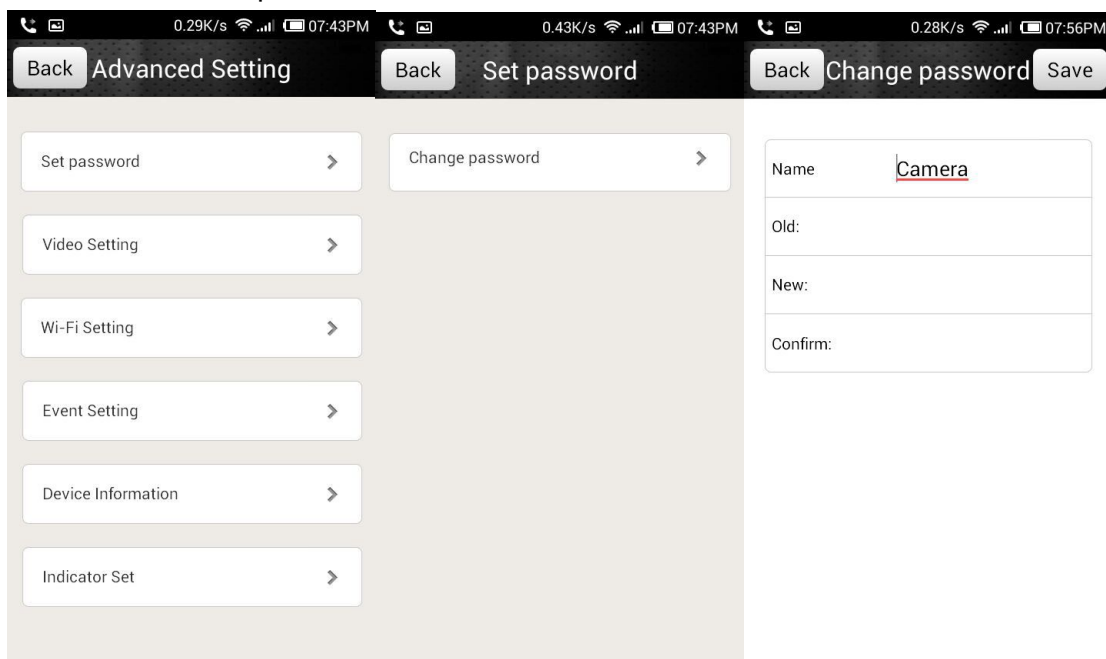 0.29K/s 07:43PM
Back Advanced Setting
Set password
Video Setting
Wi-Fi Setting
Event Setting
Device Information
Indicator Set
0.43K/s 07:43PM
Back Set password
Change password
0.28K/s 07:56PM
Back Change password Save
Name Camera
Old:
New:
Confirm: